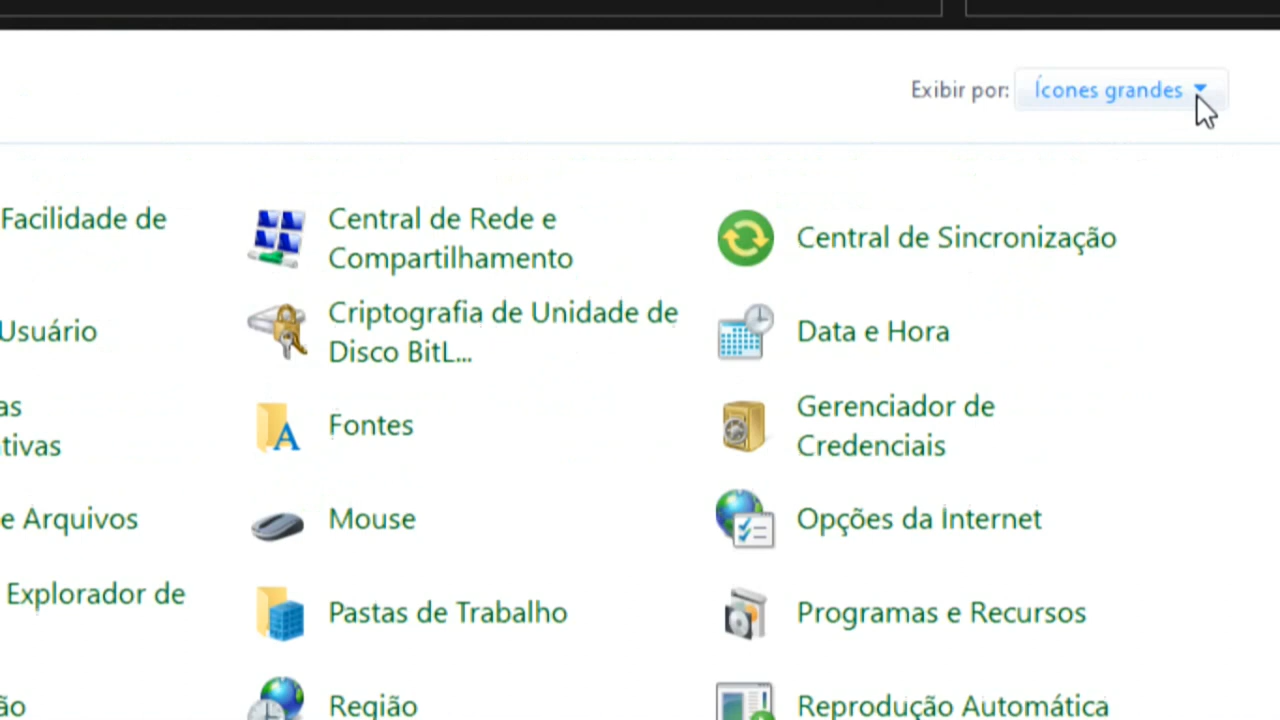 Exibir por: Ícones grandes
Facilidade de
Central de Rede e
Compartilhamento
Central de Sincronização
Usuário
Criptografia de Unidade de
Disco BitL...
Data e Hora
as
tivas
Fontes
Gerenciador de
Credenciais
e Arquivos
Mouse
Opções da Internet
Explorador de
Pastas de Trabalho
Programas e Recursos
ão
Região
Reprodução Automática